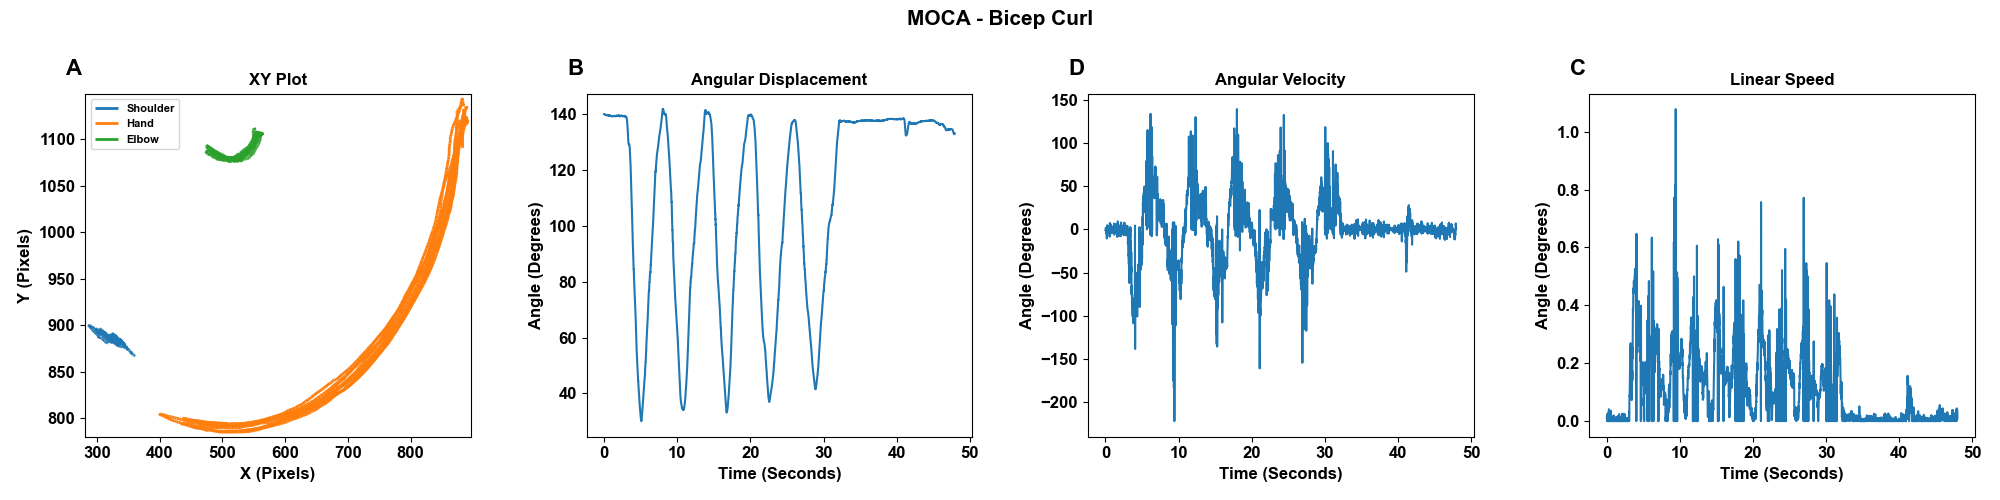 MOCA - Bicep Curl
A
XY Plot
Shoulder
Hand
Elbow
1100
1050
1000
950
900
850
800
Y (Pixels)
300 400 500 600 700 800
X (Pixels)
B
Angular Displacement
140
120
100
80
60
40
Angle (Degrees)
0 10 20 30 40 50
Time (Seconds)
D
Angular Velocity
150
100
50
0
−50
−100
−150
−200
Angle (Degrees)
0 10 20 30 40 50
Time (Seconds)
C
Linear Speed
1.0
0.8
0.6
0.4
0.2
0.0
Angle (Degrees)
0 10 20 30 40 50
Time (Seconds)